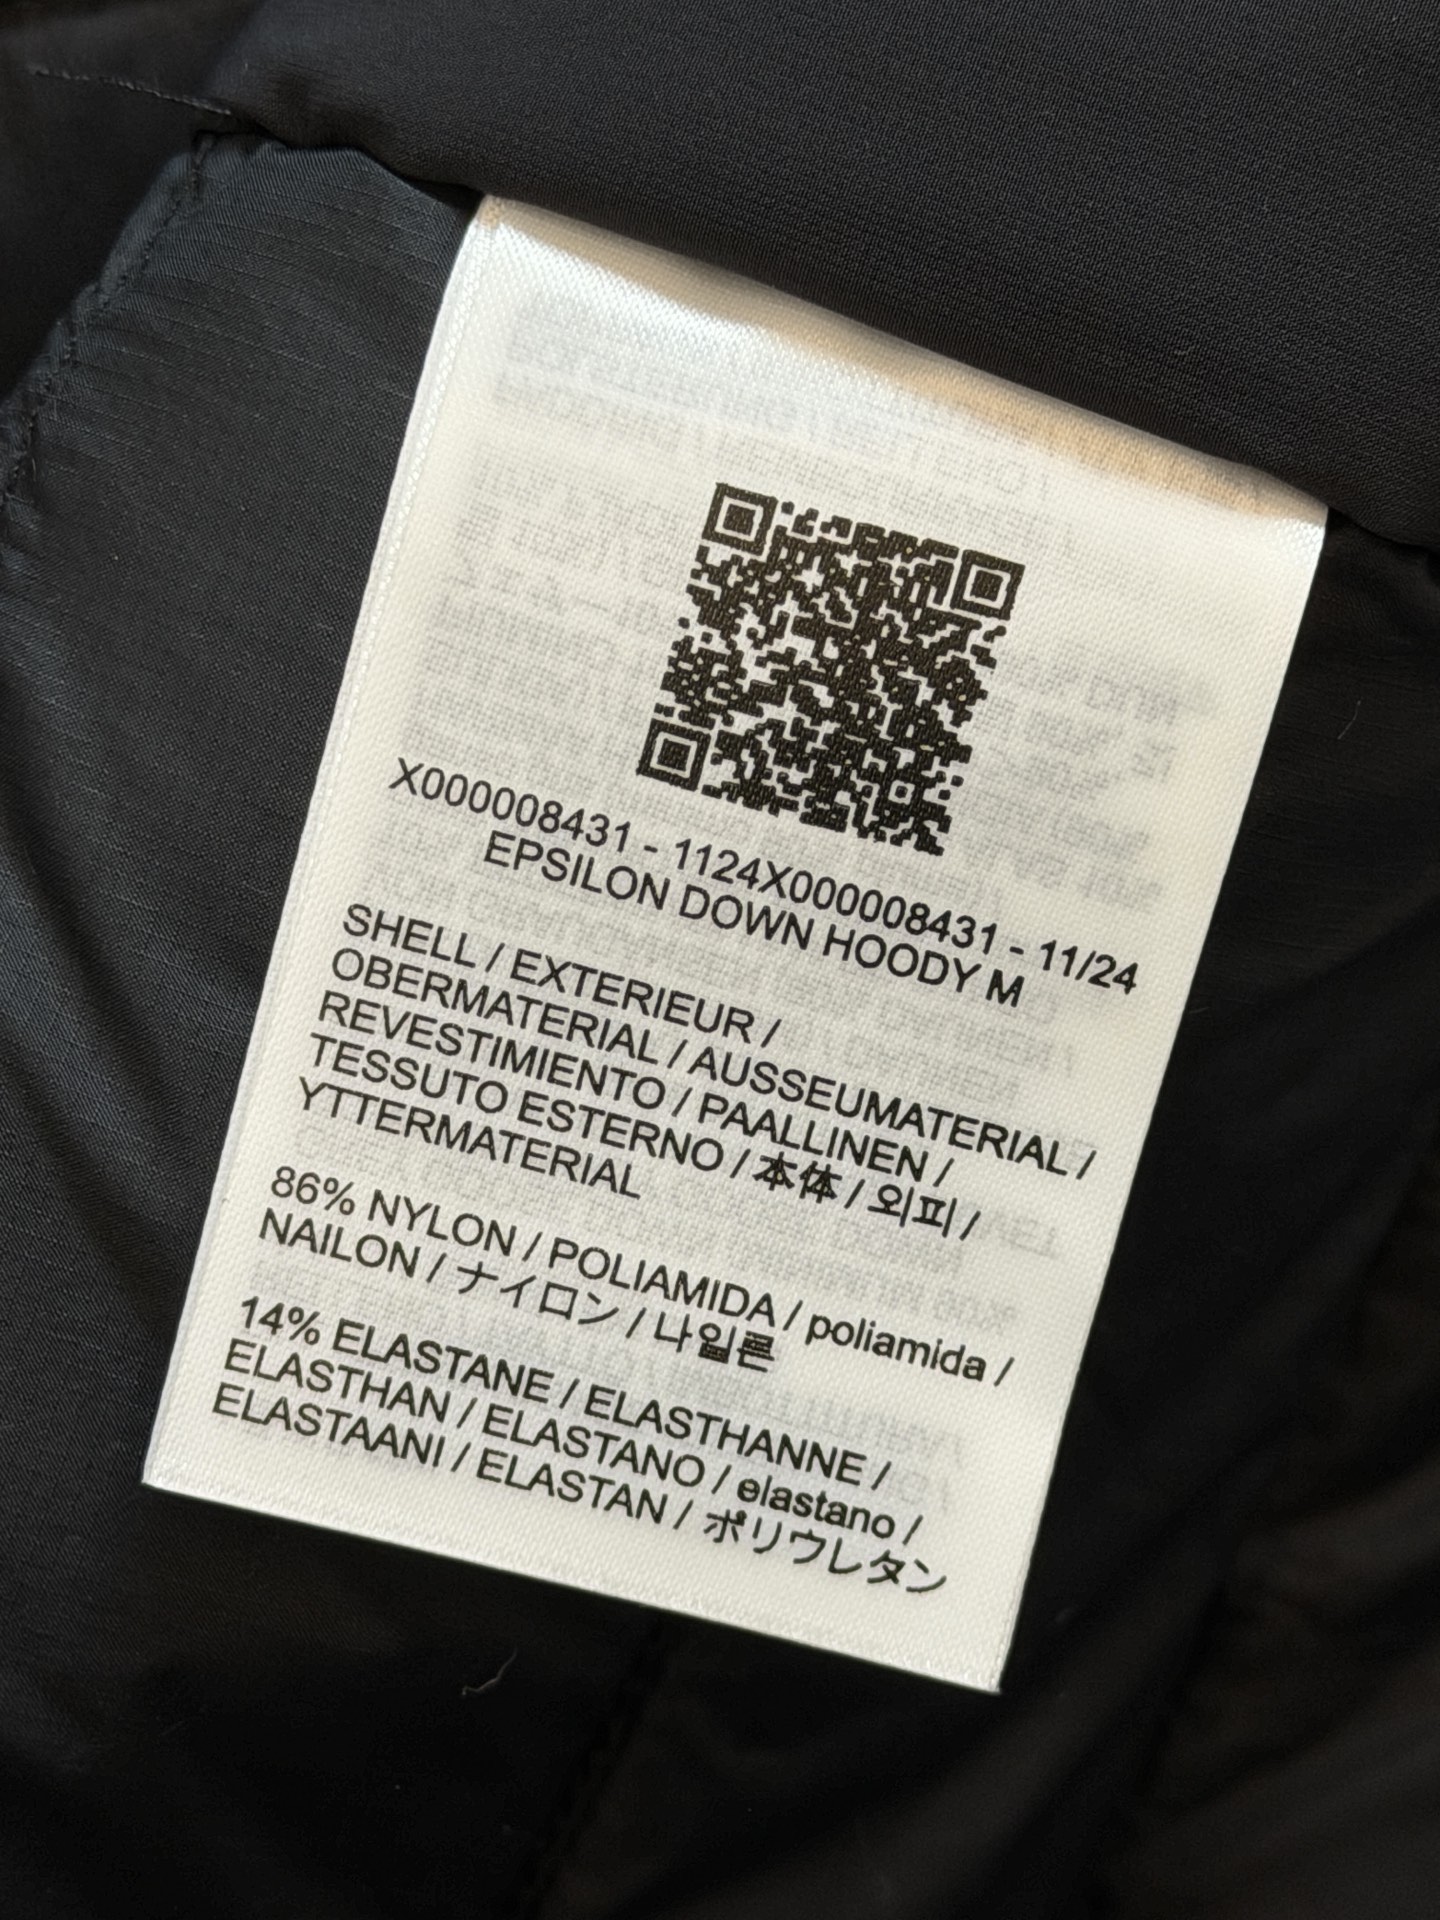 X000008431 - 1124X000008431 - 11/24
EPSILON DOWN HOODY M
SHELL / EXTERIEUR /
OBERMATERIAL / AUSSEUMATERIAL /
REVESTIMIENTO / PAALLINEN /
TESSUTO ESTERNO / 本体 / 외피 /
YTTERMATERIAL
86% NYLON / POLIAMIDA / poliamida /
NAILON / ナイロン / 나일론
14% ELASTANE / ELASTHANNE /
ELASTHAN / ELASTANO / elastano /
ELASTAANI / ELASTAN / ポリウレタン